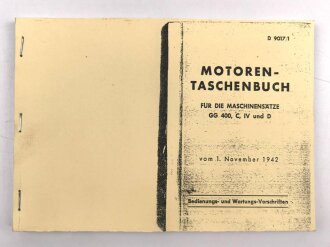 D 9017/1
MOTOREN-
TASCHENBUCH
FÜR DIE MASCHINENSÄTZE
GG 400, C, IV und D
vom 1. November 1942
Bedienungs- und Wartungs-Vorschriften